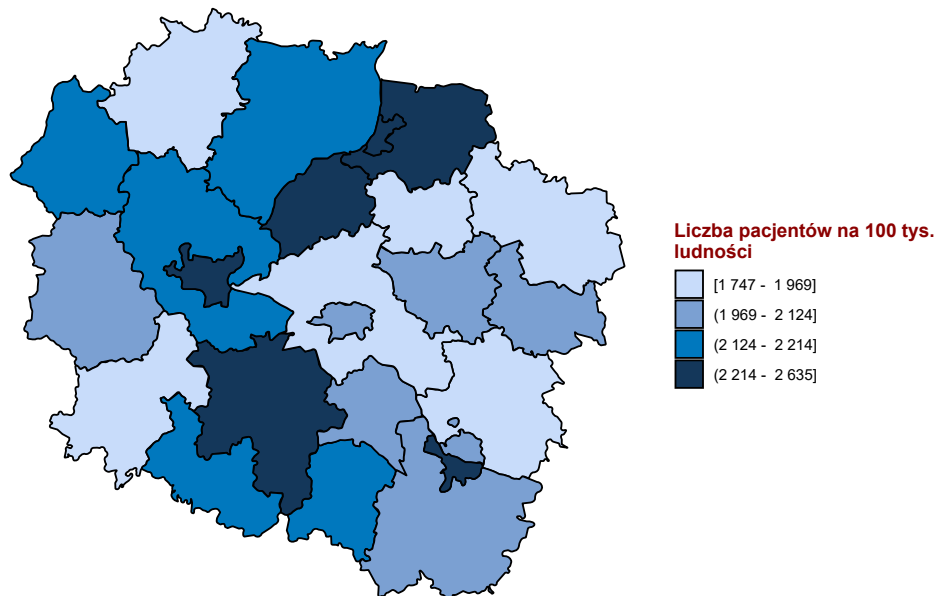 Liczba pacjentów na 100 tys.
ludności
[1 747 - 1 969]
(1 969 - 2 124]
(2 124 - 2 214]
(2 214 - 2 635]